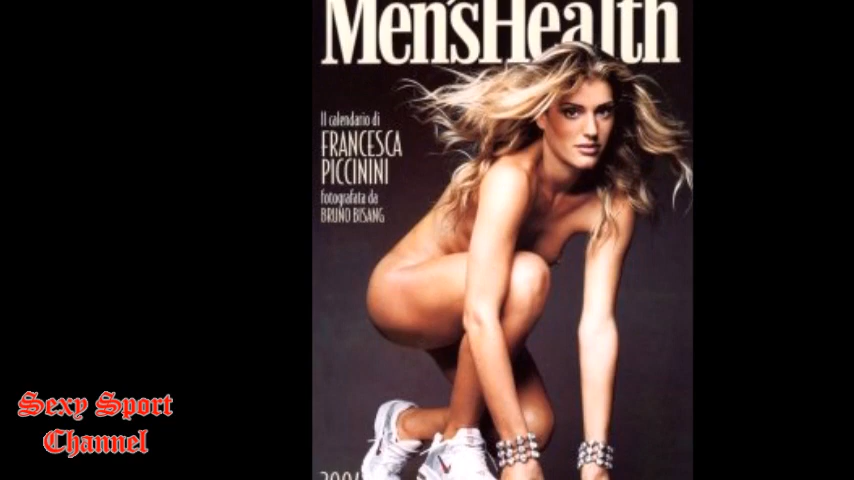 Men'sHealth
Il calendario di
FRANCESCA
PICCININI
fotografata da
BRUNO BISANG
Sexy Sport
Channel